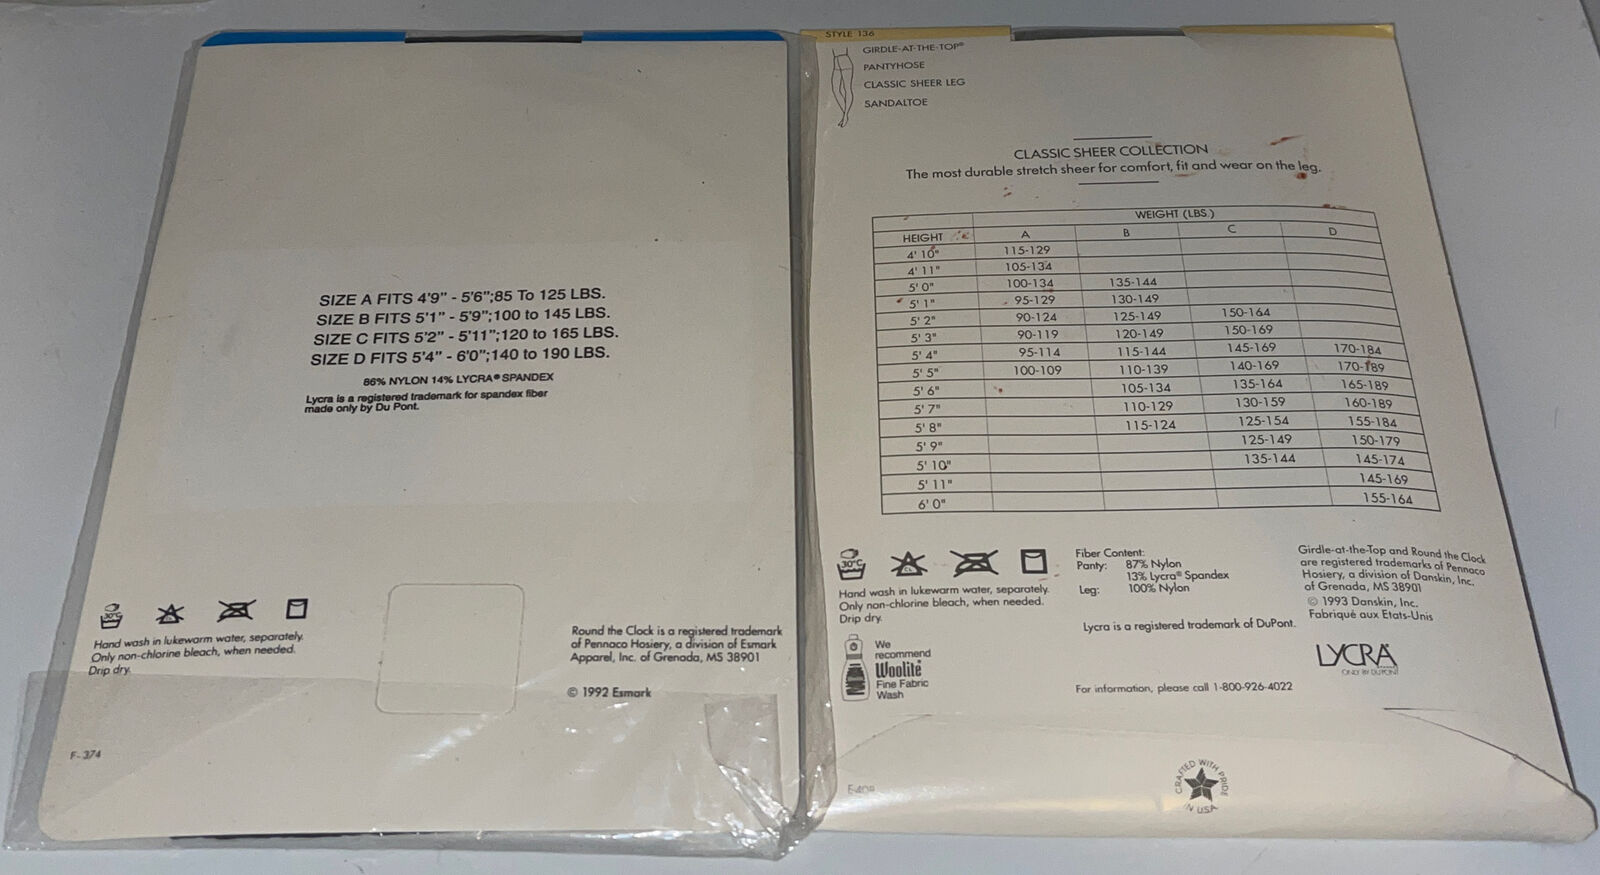 SIZE A FITS 4'9" - 5'6";85 To 125 LBS.
SIZE B FITS 5'1" - 5'9";100 to 145 LBS.
SIZE C FITS 5'2" - 5'11";120 to 165 LBS.
SIZE D FITS 5'4" - 6'0";140 to 190 LBS.
86% NYLON 14% LYCRA® SPANDEX
Lycra is a registered trademark for spandex fiber
made only by Du Pont.
30°C
Hand wash in lukewarm water, separately.
Only non-chlorine bleach, when needed.
Drip dry.
Round the Clock is a registered trademark
of Pennaco Hosiery, a division of Esmark
Apparel, Inc. of Grenada, MS 38901
© 1992 Esmark
F-374
STYLE 136
GIRDLE-AT-THE-TOP®
PANTYHOSE
CLASSIC SHEER LEG
SANDALTOE
CLASSIC SHEER COLLECTION
The most durable stretch sheer for comfort, fit and wear on the leg.
WEIGHT (LBS.)
HEIGHT A B C D
4' 10" 115-129
4' 11" 105-134
5' 0" 100-134 135-144
5' 1" 95-129 130-149
5' 2" 90-124 125-149 150-164
5' 3" 90-119 120-149 150-169
5' 4" 95-114 115-144 145-169 170-184
5' 5" 100-109 110-139 140-169 170-189
5' 6" 105-134 135-164 165-189
5' 7" 110-129 130-159 160-189
5' 8" 115-124 125-154 155-184
5' 9" 125-149 150-179
5' 10" 135-144 145-174
5' 11" 145-169
6' 0" 155-164
30°C
CL
Hand wash in lukewarm water, separately.
Only non-chlorine bleach, when needed.
Drip dry.
We
recommend
Woolite®
Fine Fabric
Wash
Fiber Content:
Panty: 87% Nylon
13% Lycra® Spandex
Leg: 100% Nylon
Lycra is a registered trademark of DuPont.
For information, please call 1-800-926-4022
Girdle-at-the-Top and Round the Clock
are registered trademarks of Pennaco
Hosiery, a division of Danskin, Inc.
of Grenada, MS 38901
© 1993 Danskin, Inc.
Fabriqué aux Etats-Unis
LYCRA
ONLY BY DUPONT
CRAFTED WITH PRIDE
IN USA